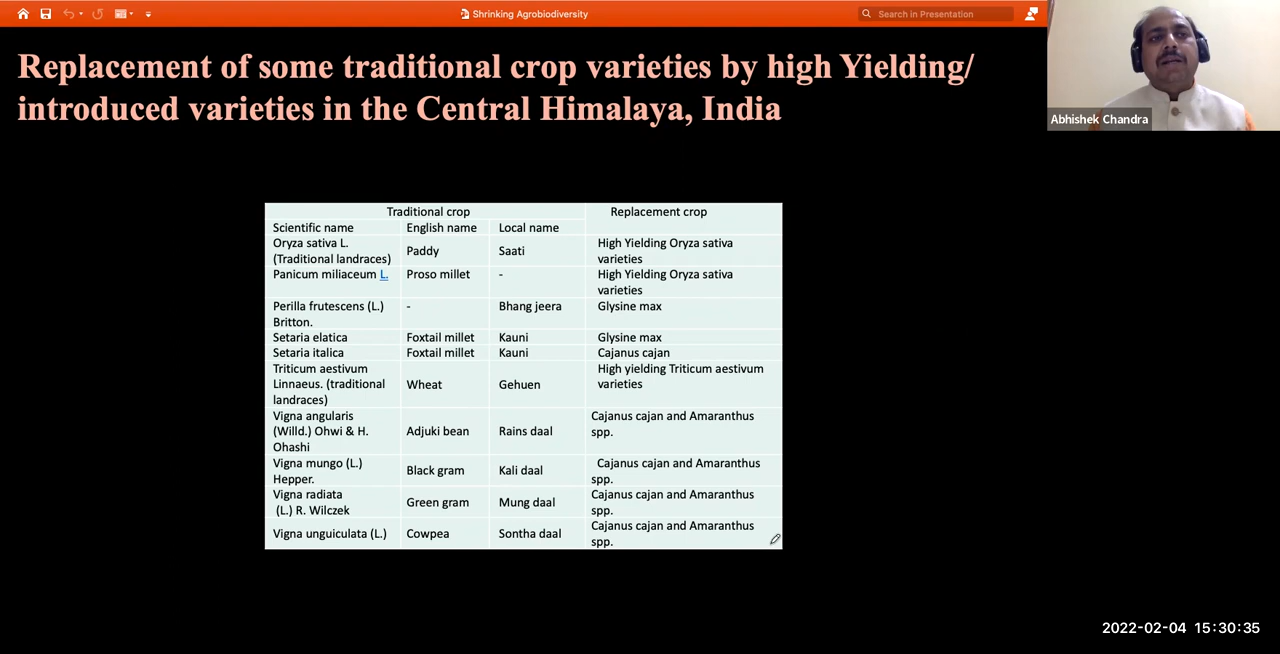 Shrinking Agrobiodiversity
Search in Presentation
Replacement of some traditional crop varieties by high Yielding/
introduced varieties in the Central Himalaya, India
Abhishek Chandra
Traditional crop
Replacement crop
Scientific name
English name
Local name
Oryza sativa L.
(Traditional landraces)
Paddy
Saati
High Yielding Oryza sativa
varieties
Panicum miliaceum L.
Proso millet
-
High Yielding Oryza sativa
varieties
Perilla frutescens (L.)
Britton.
-
Bhang jeera
Glysine max
Setaria elatica
Foxtail millet
Kauni
Glysine max
Setaria italica
Foxtail millet
Kauni
Cajanus cajan
Triticum aestivum
Linnaeus. (traditional
landraces)
Wheat
Gehuen
High yielding Triticum aestivum
varieties
Vigna angularis
(Willd.) Ohwi & H.
Ohashi
Adjuki bean
Rains daal
Cajanus cajan and Amaranthus
spp.
Vigna mungo (L.)
Hepper.
Black gram
Kali daal
Cajanus cajan and Amaranthus
spp.
Vigna radiata
(L.) R. Wilczek
Green gram
Mung daal
Cajanus cajan and Amaranthus
spp.
Vigna unguiculata (L.)
Cowpea
Sontha daal
Cajanus cajan and Amaranthus
spp.
2022-02-04 15:30:35